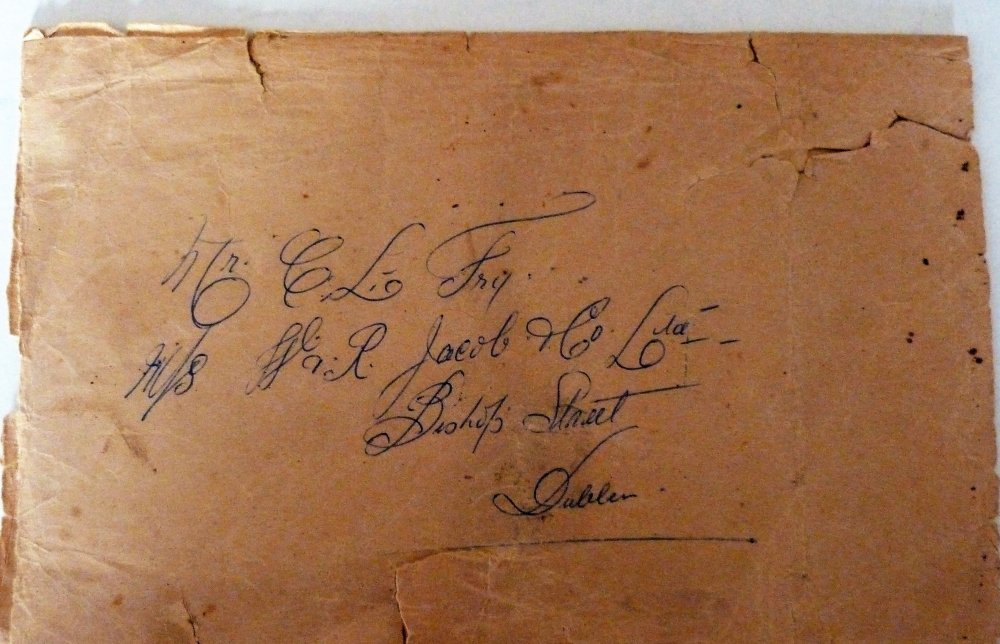 Mr. C. Fry.
M/s W. & R. Jacob & Co. Ltd.
Bishop Street
Dublin.